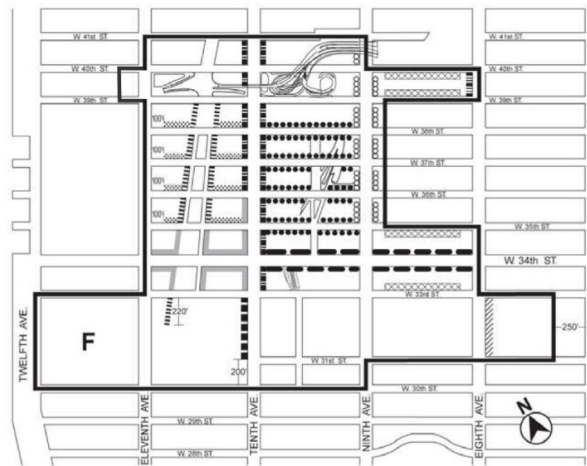 W. 41st ST.
W. 41st ST.
W. 40th ST.
W. 40th ST.
W. 39th ST.
W. 39th ST.
100'
W. 38th ST.
100'
W. 37th ST.
100'
W. 36th ST.
100'
W. 35th ST.
W. 34th ST.
W. 33rd ST.
220'
250'
F
W. 31st ST.
200'
W. 30th ST.
TWELFTH AVE.
ELEVENTH AVE.
TENTH AVE.
NINTH AVE.
EIGHTH AVE.
N
W. 29th ST.
W. 28th ST.